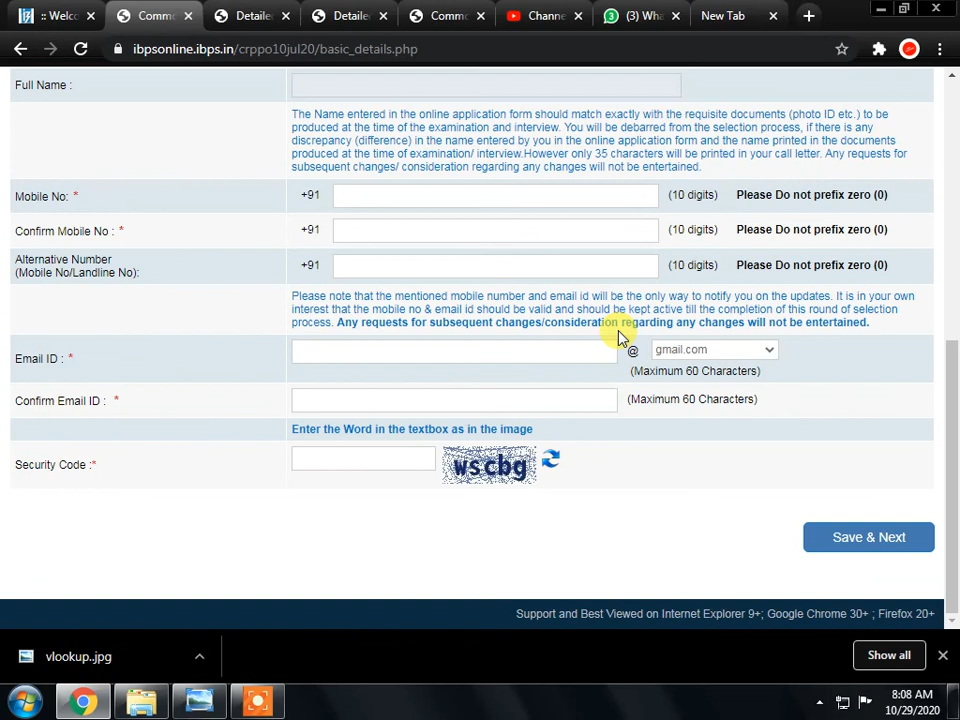 :: Welc
Comm
Detaile
Detaile
Comm
Channe
(3) Wha
New Tab
ibpsonline.ibps.in/crppo10jul20/basic_details.php
Full Name :
The Name entered in the online application form should match exactly with the requisite documents (photo ID etc.) to be
produced at the time of the examination and interview. You will be debarred from the selection process, if there is any
discrepancy (difference) in the name entered by you in the online application form and the name printed in the documents
produced at time of examination/ interview.However only 35 characters will be printed in your call letter. Any requests for
subsequent changes/ consideration regarding any changes will not be entertained.
Mobile No: * +91 (10 digits) Please Do not prefix zero (0)
Confirm Mobile No : * +91 (10 digits) Please Do not prefix zero (0)
Alternative Number
(Mobile No/Landline No): +91 (10 digits) Please Do not prefix zero (0)
Please note that the mentioned mobile number and email id will be the only way to notify you on the updates. It is in your own
interest that the mobile no & email id should be valid and should be kept active till the completion of this round of selection
process. Any requests for subsequent changes/consideration regarding any changes will not be entertained.
Email ID : * @ gmail.com
(Maximum 60 Characters)
Confirm Email ID : * (Maximum 60 Characters)
Enter the Word in the textbox as in the image
Security Code :* wscbg
Save & Next
Support and Best Viewed on Internet Explorer 9+; Google Chrome 30+ ; Firefox 20+
vlookup..jpg
Show all
8:08 AM
10/29/2020